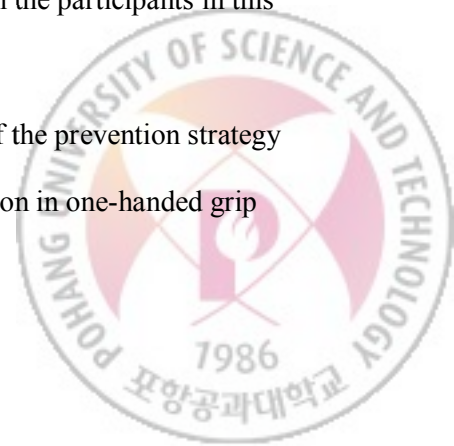 the participants in this
the prevention strategy
on in one-handed grip
POHANG UNIVERSITY OF SCIENCE AND TECHNOLOGY
1986
포항공과대학교